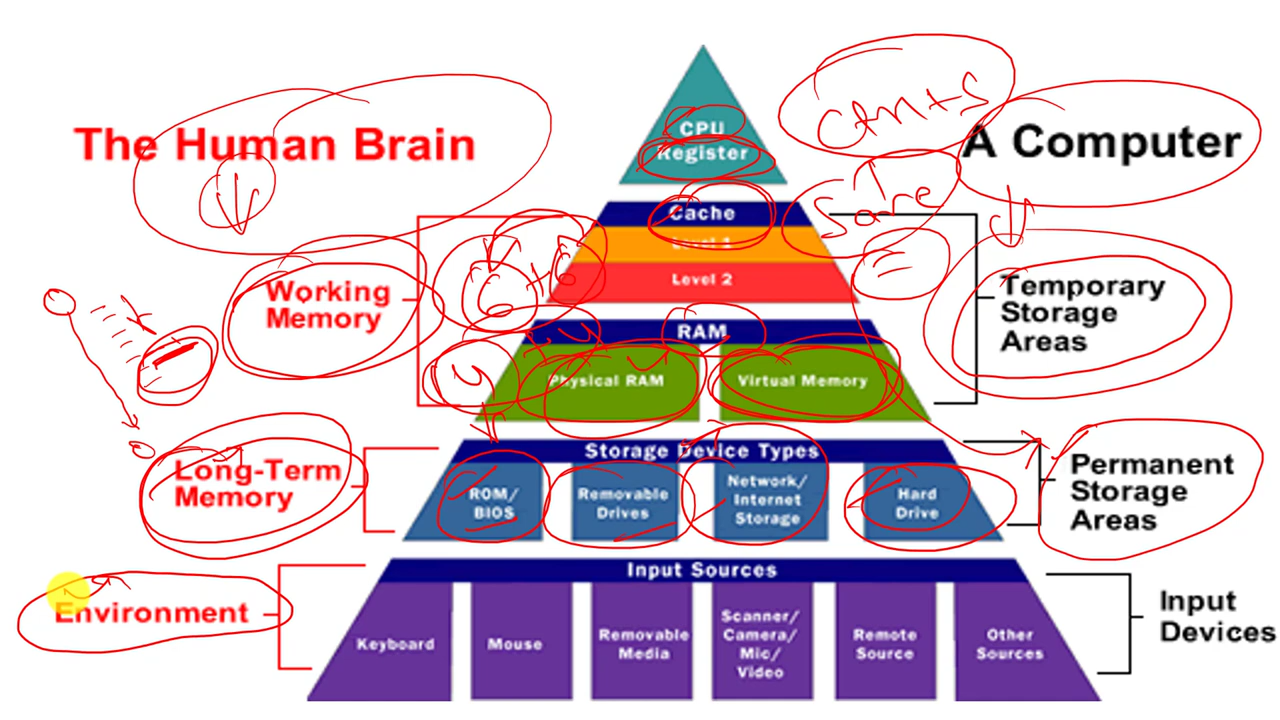 The Human Brain
A Computer
CPU
Register
Cache
Level 1
Level 2
Working
Memory
Temporary
Storage
Areas
RAM
Physical RAM
Virtual Memory
Long-Term
Memory
Storage Device Types
ROM/
BIOS
Removable
Drives
Network/
Internet
Storage
Hard
Drive
Permanent
Storage
Areas
Environment
Input Sources
Keyboard
Mouse
Removable
Media
Scanner/
Camera/
Mic/
Video
Remote
Source
Other
Sources
Input
Devices